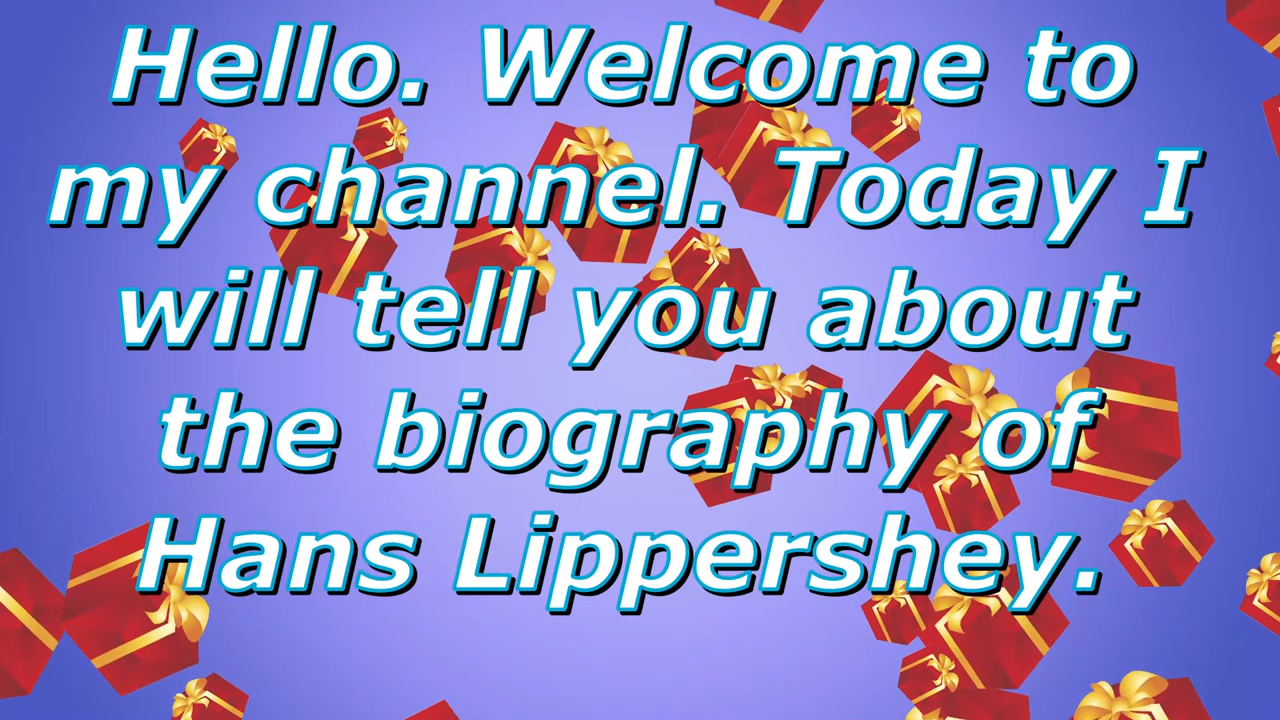 Hello. Welcome to
my channel. Today I
will tell you about
the biography of
Hans Lippershey.